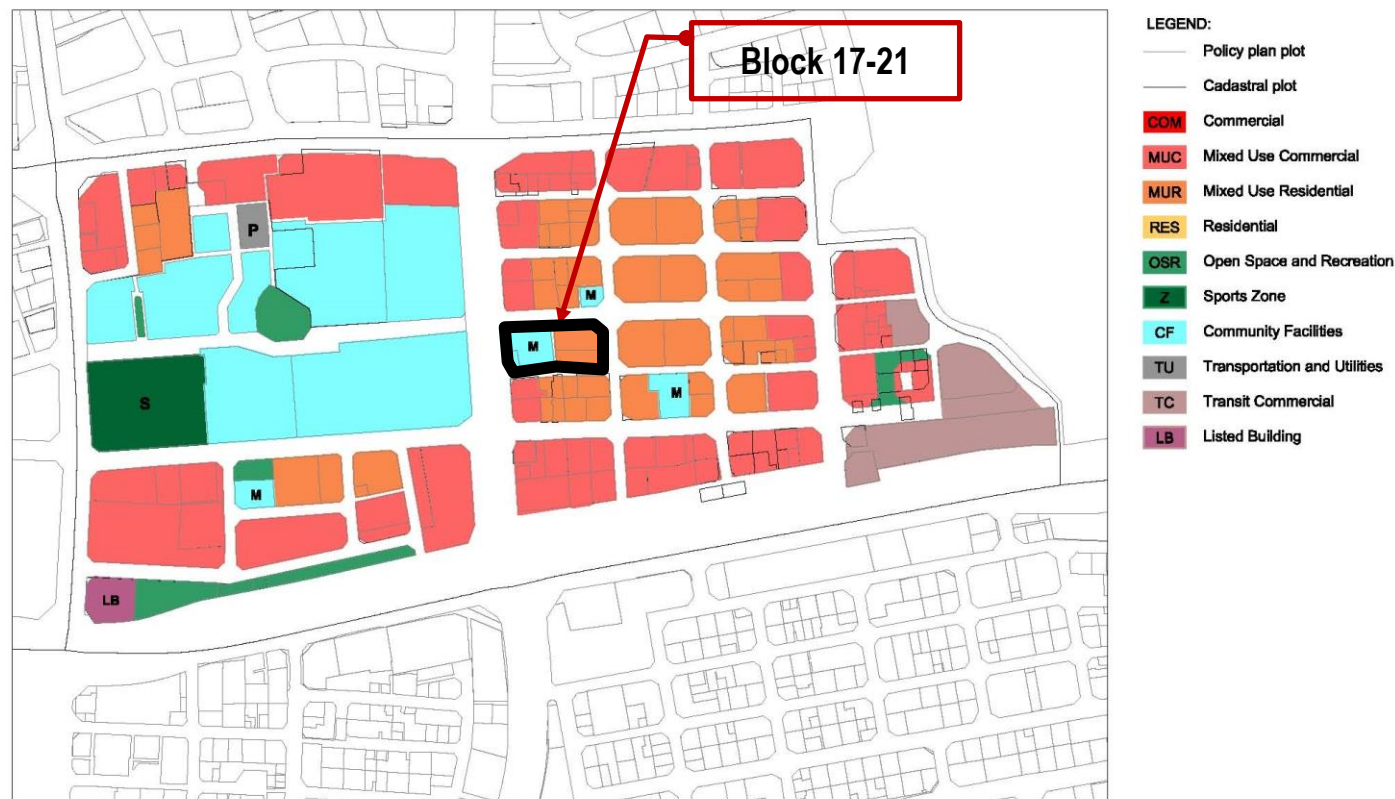 Block 17-21
P
M
M
M
S
M
LB
LEGEND:
Policy plan plot
Cadastral plot
COM Commercial
MUC Mixed Use Commercial
MUR Mixed Use Residential
RES Residential
OSR Open Space and Recreation
Z Sports Zone
CF Community Facilities
TU Transportation and Utilities
TC Transit Commercial
LB Listed Building